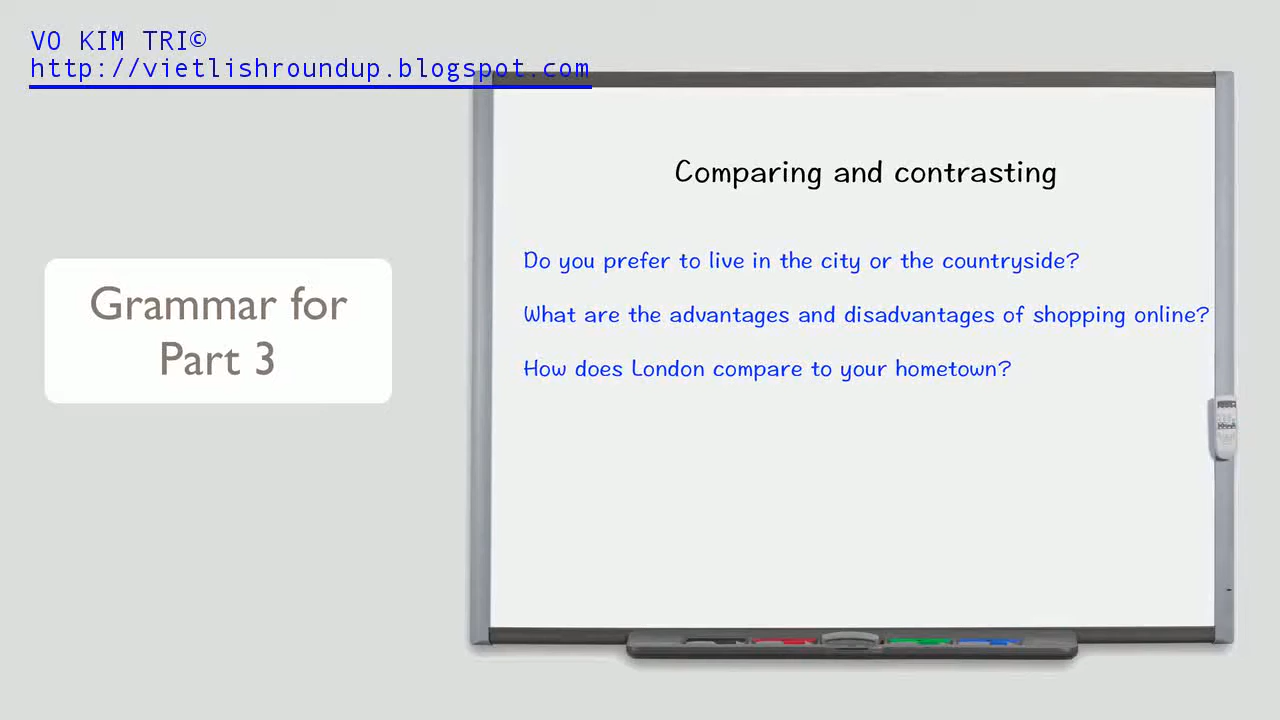 VO KIM TRI©
http://vietlishroundup.blogspot.com
Grammar for
Part 3
Comparing and contrasting
Do you prefer to live in the city or the countryside?
What are the advantages and disadvantages of shopping online?
How does London compare to your hometown?